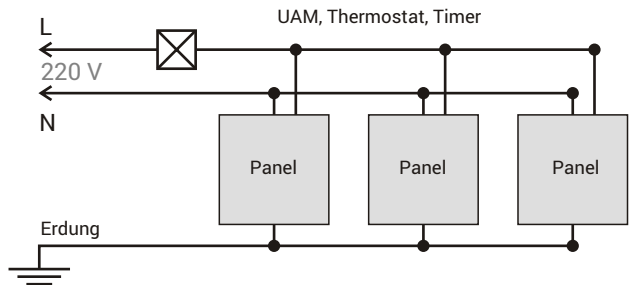 UAM, Thermostat, Timer
L
220 V
N
Panel
Panel
Panel
Erdung